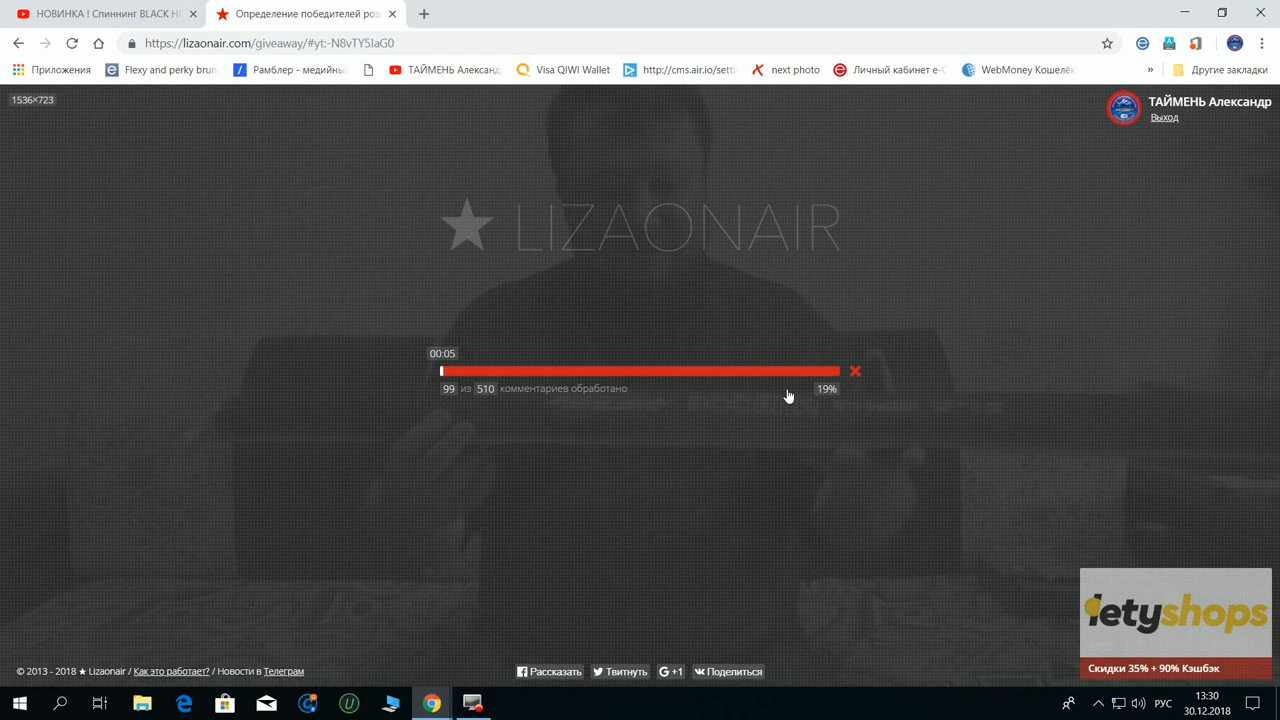 НОВИНКА ! Спиннинг BLACK H
Определение победителей роз
https://lizaonair.com/giveaway/#yt:-N8vTY5IaG0
Приложения
Flexy and perky brun
Рамблер - медийны
ТАЙМЕНЬ Александ
Visa QIWI Wallet
http://cms.air.io/setti
next photo
Личный кабинет e-C
WebMoney Кошелё
»
Другие закладки
1536×723
ТАЙМЕНЬ Александр
Выход
LIZAONAIR
00:05
99 из 510 комментариев обработано
19%
letyshops
Скидки 35% + 90% Кэшбэк
© 2013 - 2018 ★ Lizaonair / Как это работает? / Новости в Телеграм
Рассказать
Твитнуть
G+1
Поделиться
РУС
13:30
30.12.2018